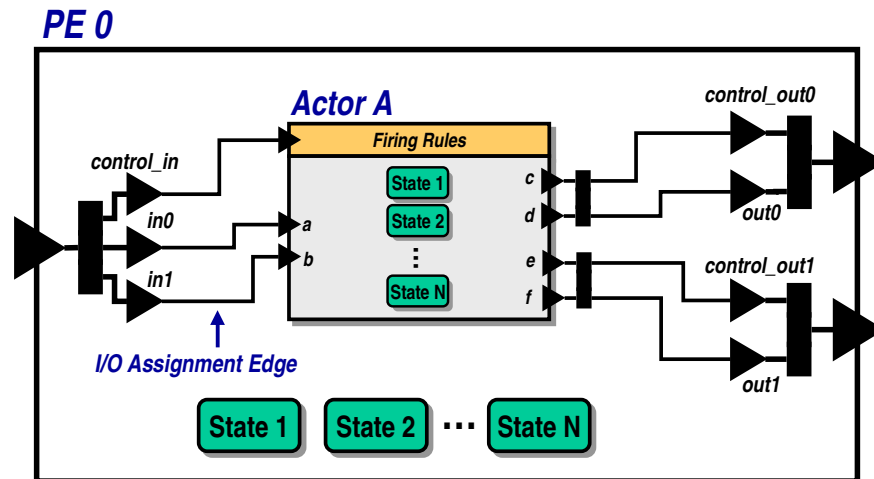 PE 0
Actor A
control_out0
Firing Rules
control_in
State 1
c
in0
a
State 2
d
out0
b
...
e
control_out1
in1
State N
f
I/O Assignment Edge
out1
State 1
State 2
...
State N